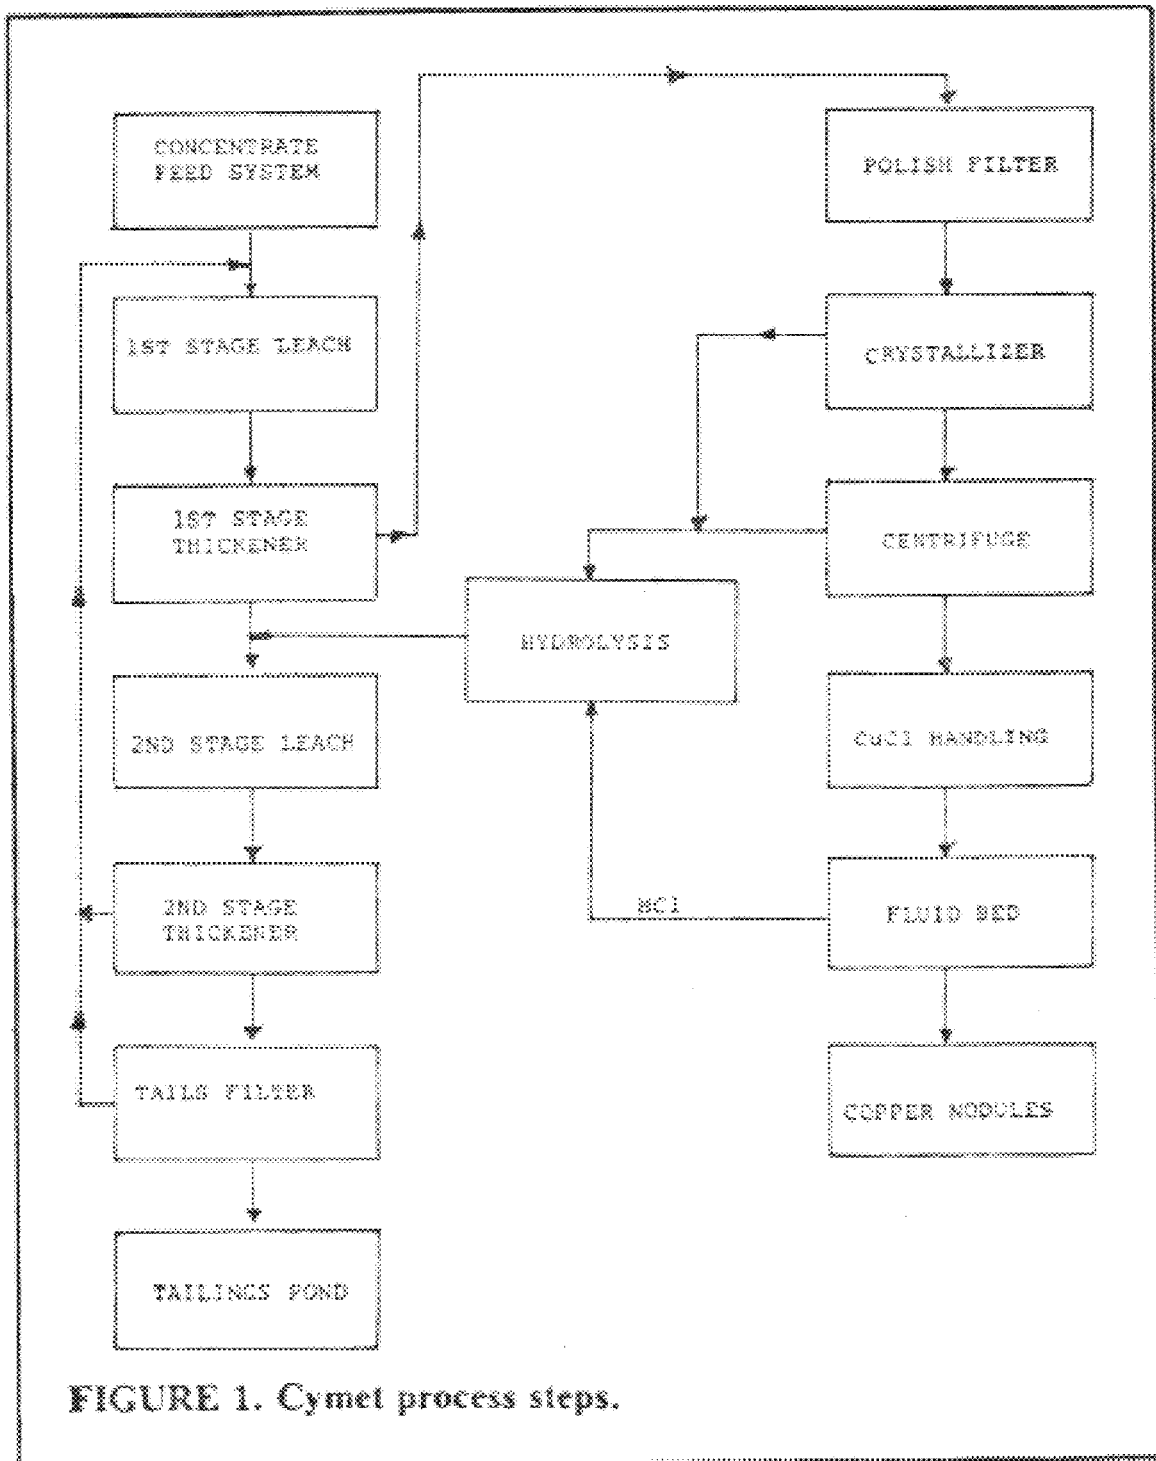 CONCENTRATE
FEED SYSTEM
1ST STAGE LEACH
1ST STAGE
THICKENER
2ND STAGE LEACH
2ND STAGE
THICKENER
TAILS FILTER
TAILINGS POND
HYDROLYSIS
HCl
POLISH FILTER
CRYSTALLIZER
CENTRIFUGE
CuCl HANDLING
FLUID BED
COPPER NODULES
FIGURE 1. Cymet process steps.